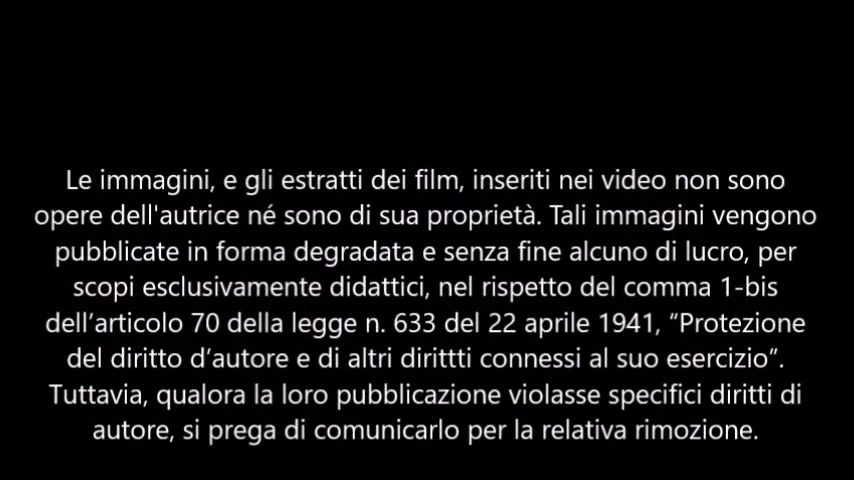 Le immagini, e gli estratti dei film, inseriti nei video non sono
opere dell'autrice né sono di sua proprietà. Tali immagini vengono
pubblicate in forma degradata e senza fine alcuno di lucro, per
scopi esclusivamente didattici, nel rispetto del comma 1-bis
dell’articolo 70 della legge n. 633 del 22 aprile 1941, “Protezione
del diritto d’autore e di altri dirittti connessi al suo esercizio”.
Tuttavia, qualora la loro pubblicazione violasse specifici diritti di
autore, si prega di comunicarlo per la relativa rimozione.